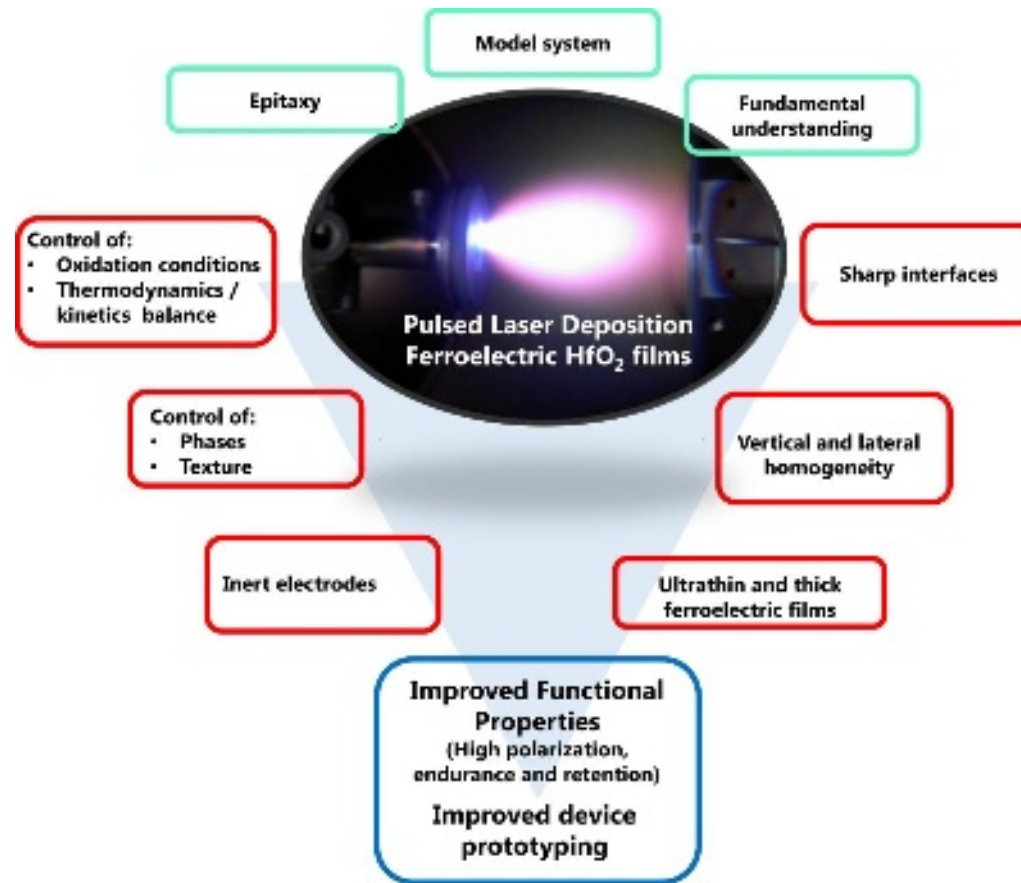 Model system
Epitaxy
Fundamental
understanding
Control of:
• Oxidation conditions
• Thermodynamics /
kinetics balance
Sharp interfaces
Pulsed Laser Deposition
Ferroelectric HfO₂ films
Control of:
• Phases
• Texture
Vertical and lateral
homogeneity
Inert electrodes
Ultrathin and thick
ferroelectric films
Improved Functional
Properties
(High polarization,
endurance and retention)
Improved device
prototyping